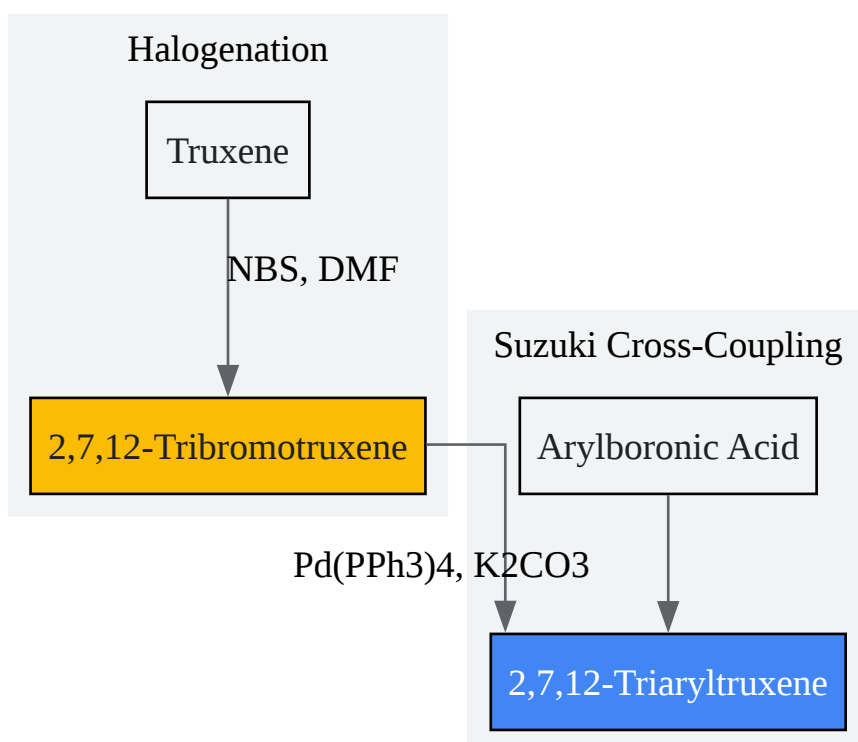 Halogenation
Truxene
NBS, DMF
2,7,12-Tribromotruxene
Suzuki Cross-Coupling
Arylboronic Acid
Pd(PPh3)4, K2CO3
2,7,12-Triaryltruxene